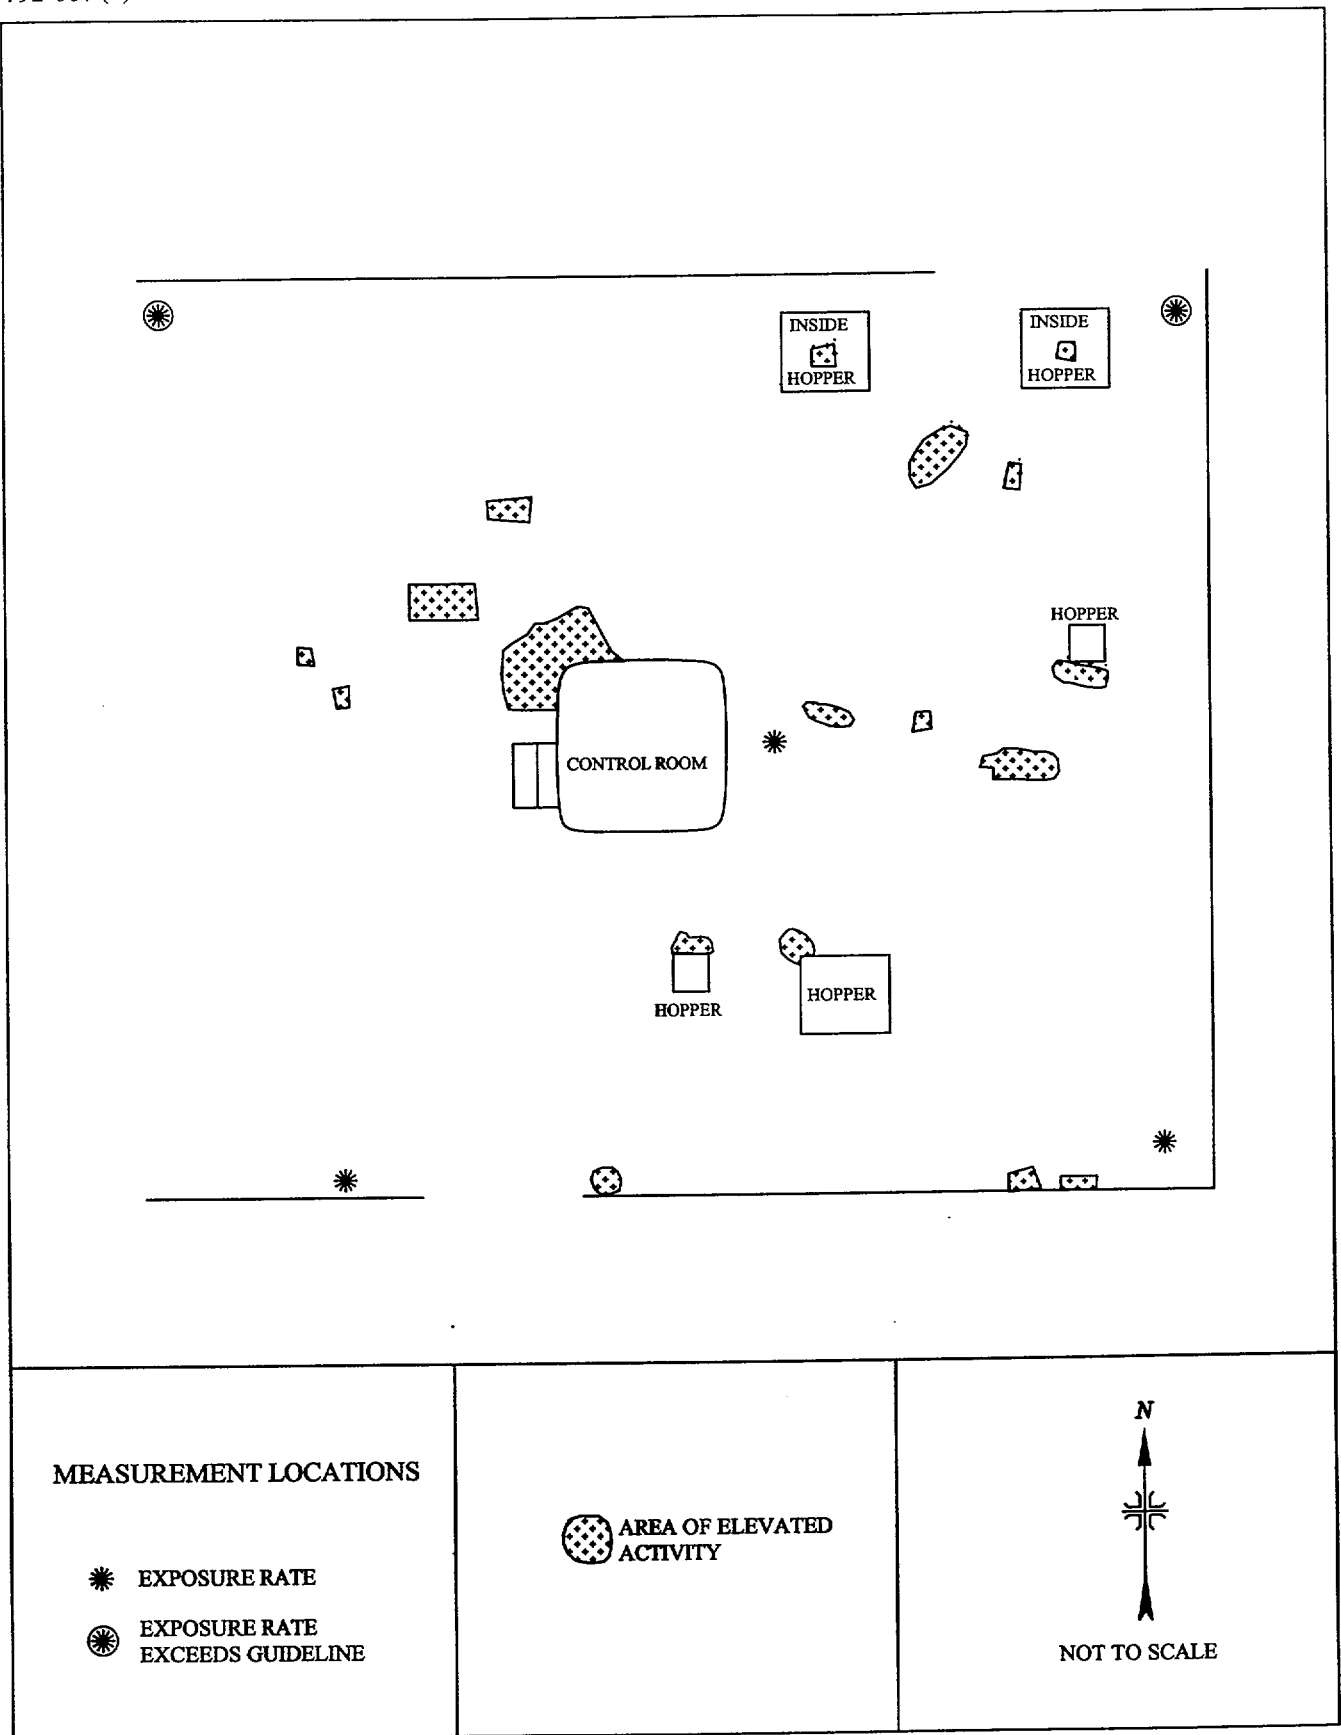 INSIDE
HOPPER
INSIDE
HOPPER
HOPPER
CONTROL ROOM
HOPPER
HOPPER
MEASUREMENT LOCATIONS
EXPOSURE RATE
EXPOSURE RATE
EXCEEDS GUIDELINE
AREA OF ELEVATED
ACTIVITY
N
NOT TO SCALE